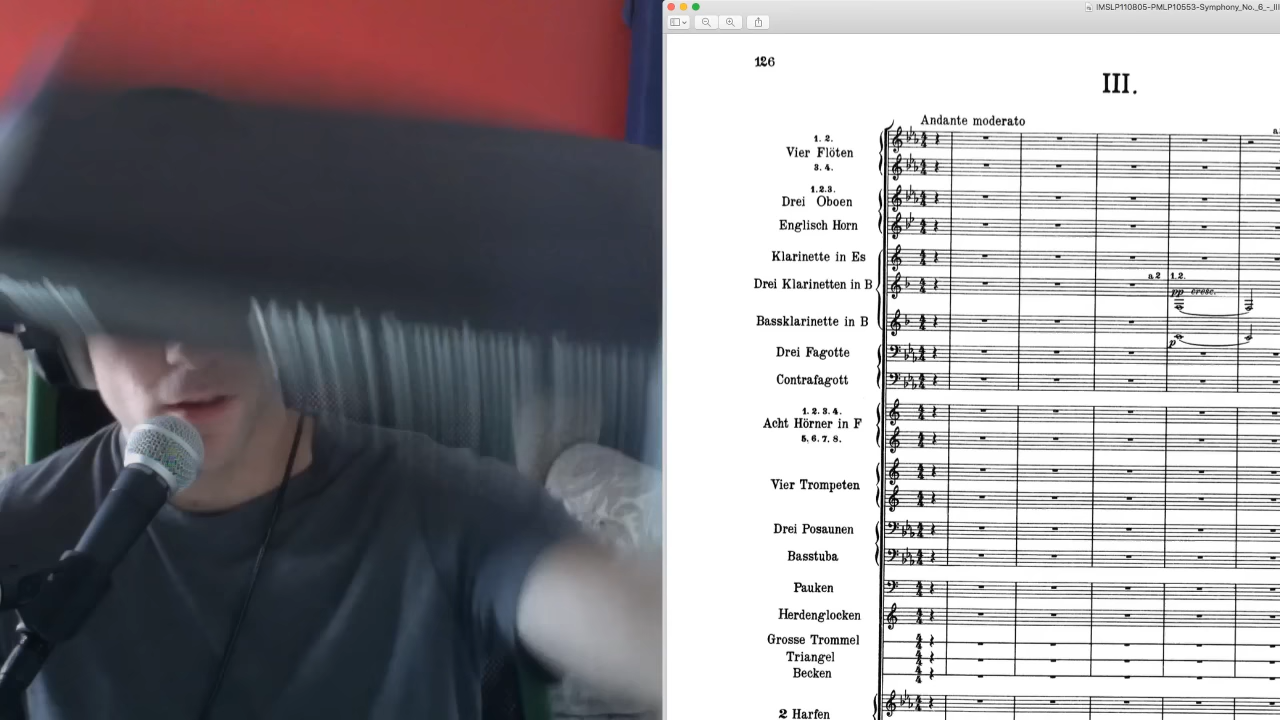 IMSLP110805-PMLP10553-Symphony_No._6_-_III
126
III.
Andante moderato
1. 2.
Vier Flöten
3. 4.
1.2.3.
Drei Oboen
Englisch Horn
Klarinette in Es
a 2 1.2.
Drei Klarinetten in B
pp cresc.
Bassklarinette in B
p
Drei Fagotte
Contrafagott
1. 2. 3. 4.
Acht Hörner in F
5. 6. 7. 8.
Vier Trompeten
Drei Posaunen
Basstuba
Pauken
Herdenglocken
Grosse Trommel
Triangel
Becken
2 Harfen